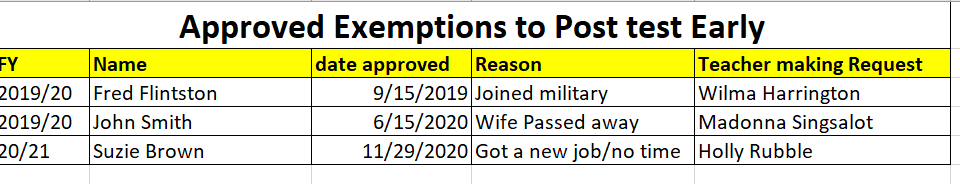 Approved Exemptions to Post test Early
FY Name date approved Reason Teacher making Request
2019/20 Fred Flintston 9/15/2019 Joined military Wilma Harrington
2019/20 John Smith 6/15/2020 Wife Passed away Madonna Singsalot
20/21 Suzie Brown 11/29/2020 Got a new job/no time Holly Rubble